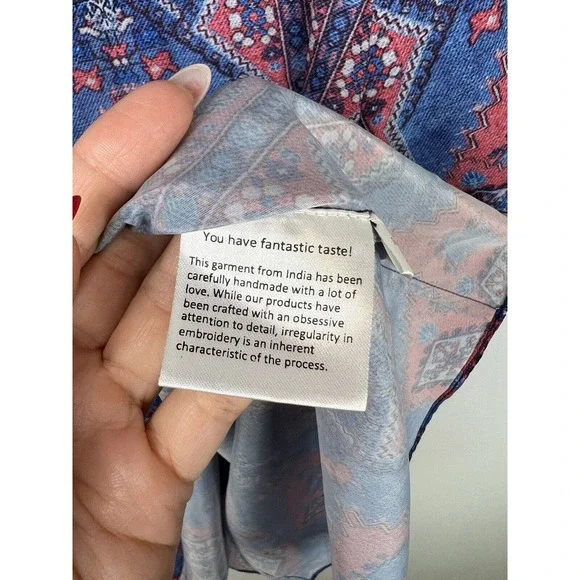 You have fantastic taste!
This garment from India has been
carefully handmade with a lot of
love. While our products have
been crafted with an obsessive
attention to detail, irregularity in
embroidery is an inherent
characteristic of the process.